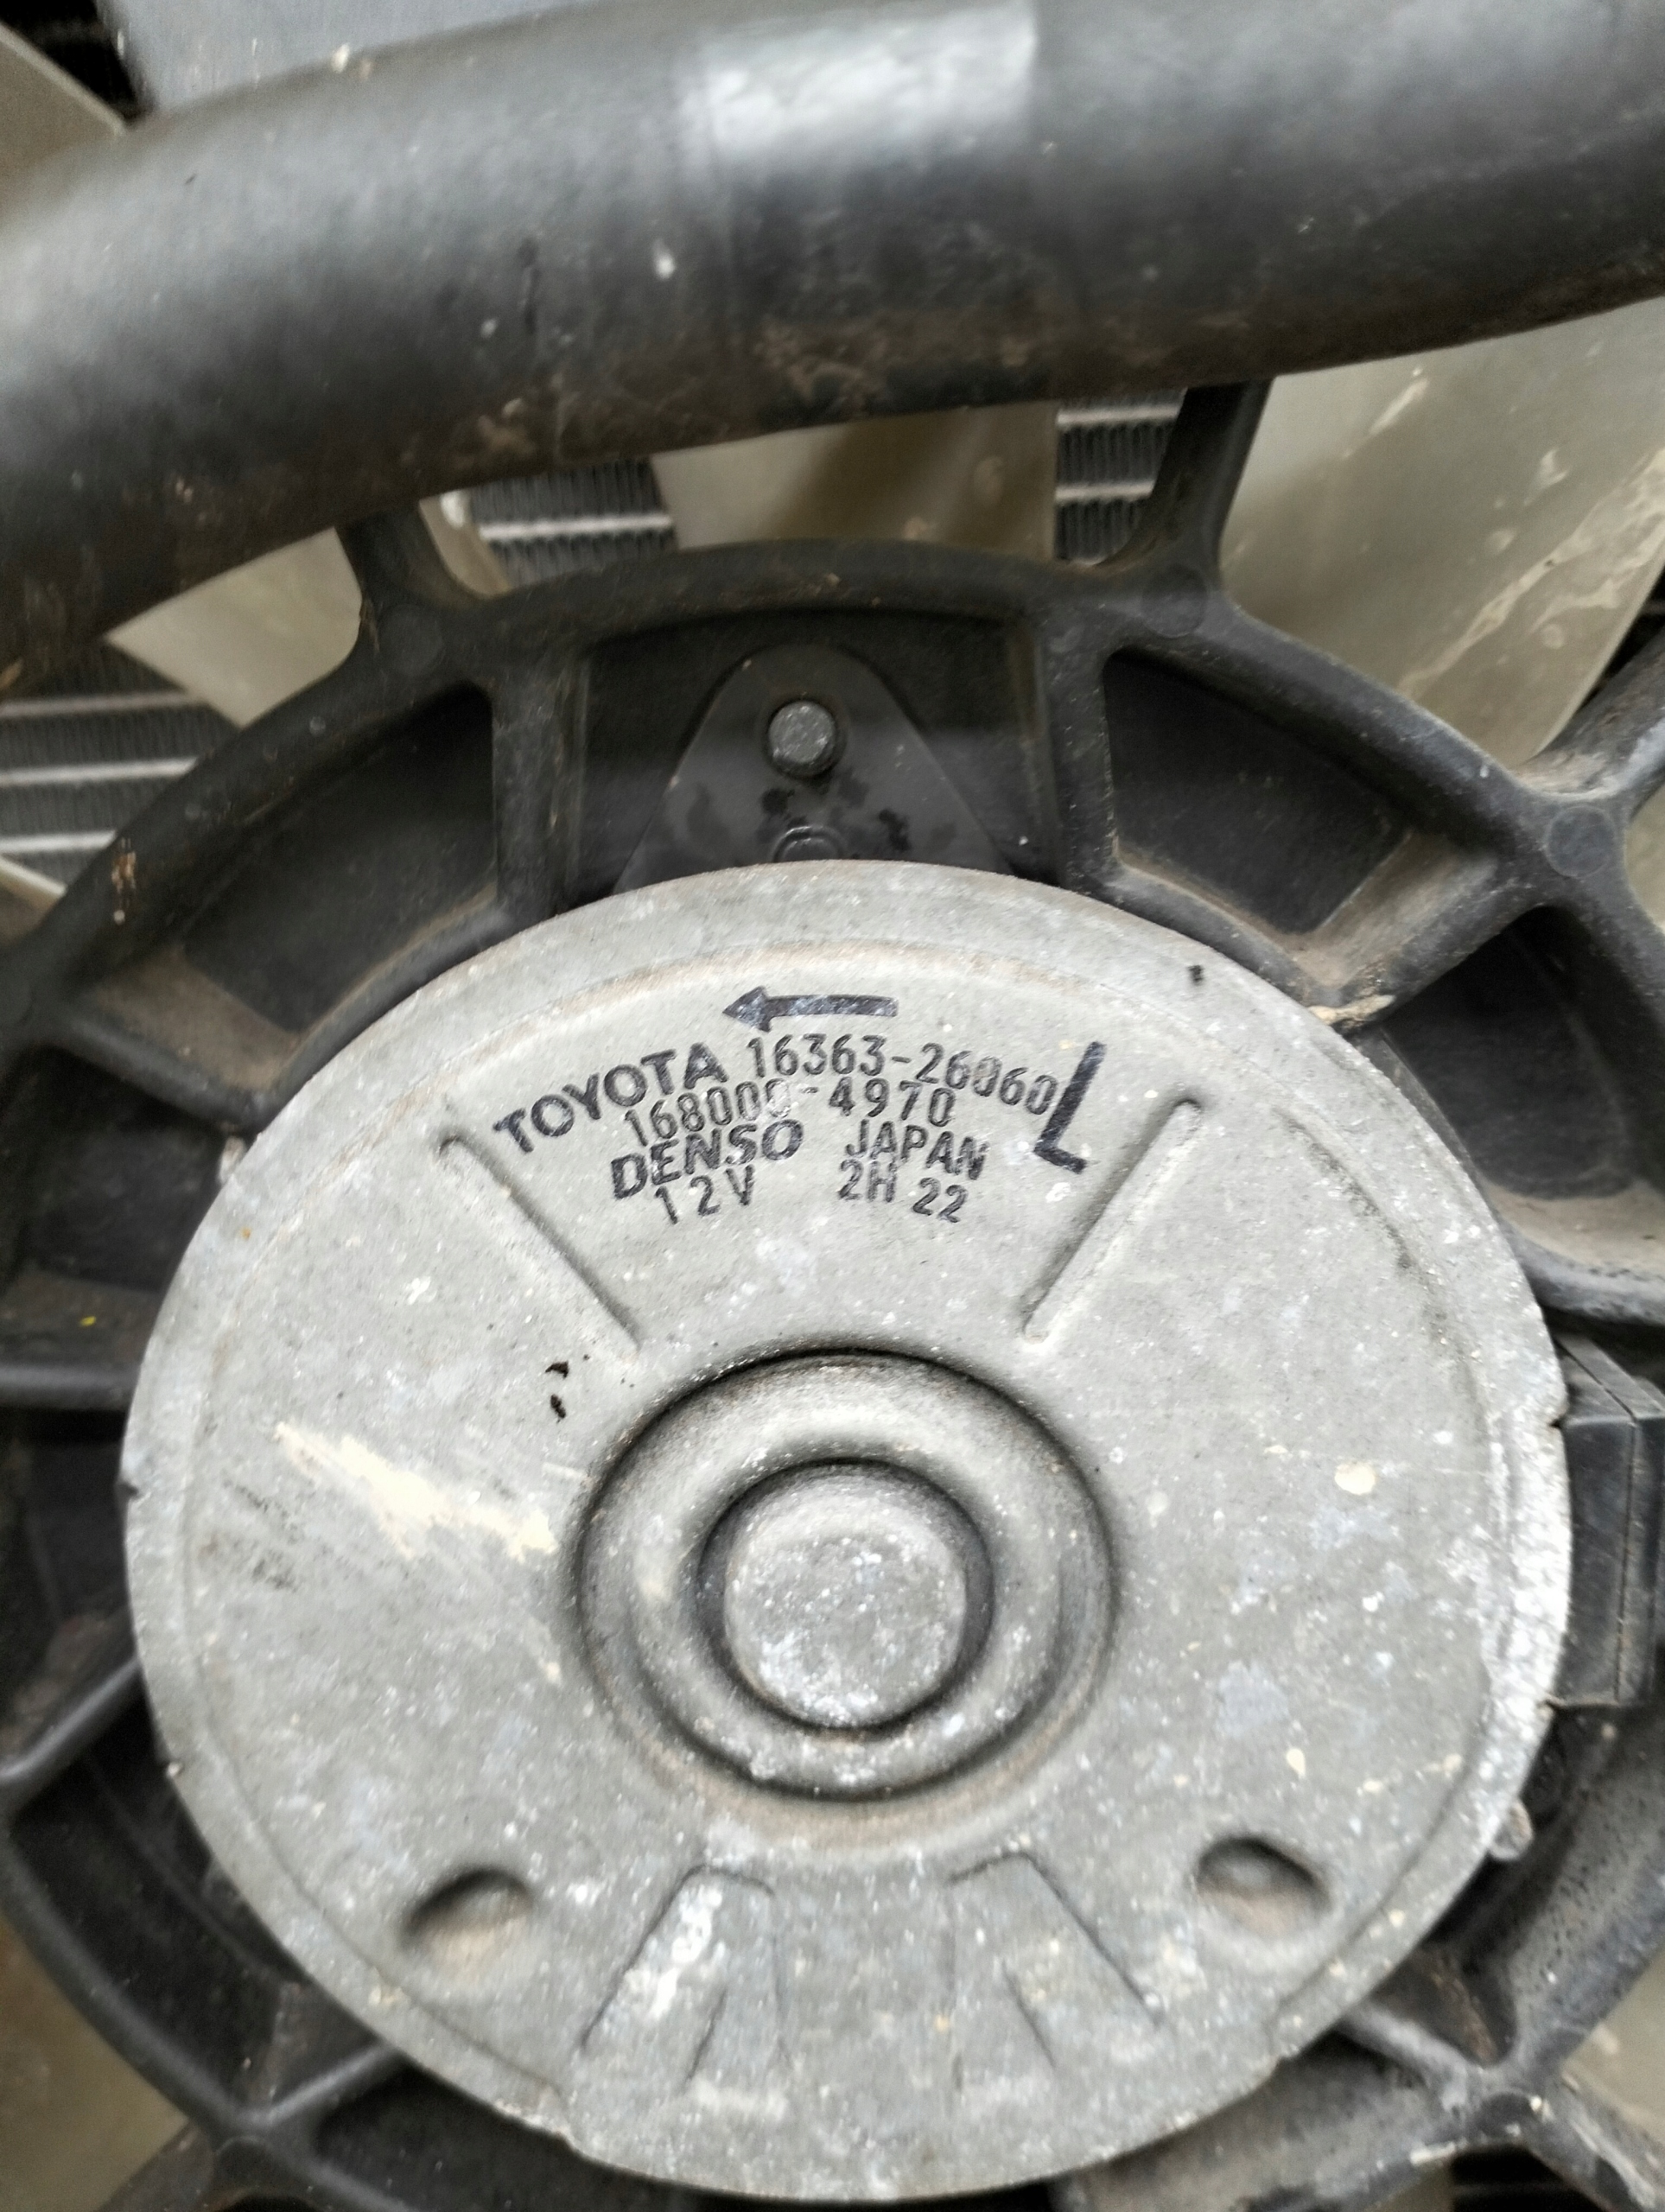 TOYOTA 16363-26060 L
168000-4970
DENSO JAPAN
12V 2H 22